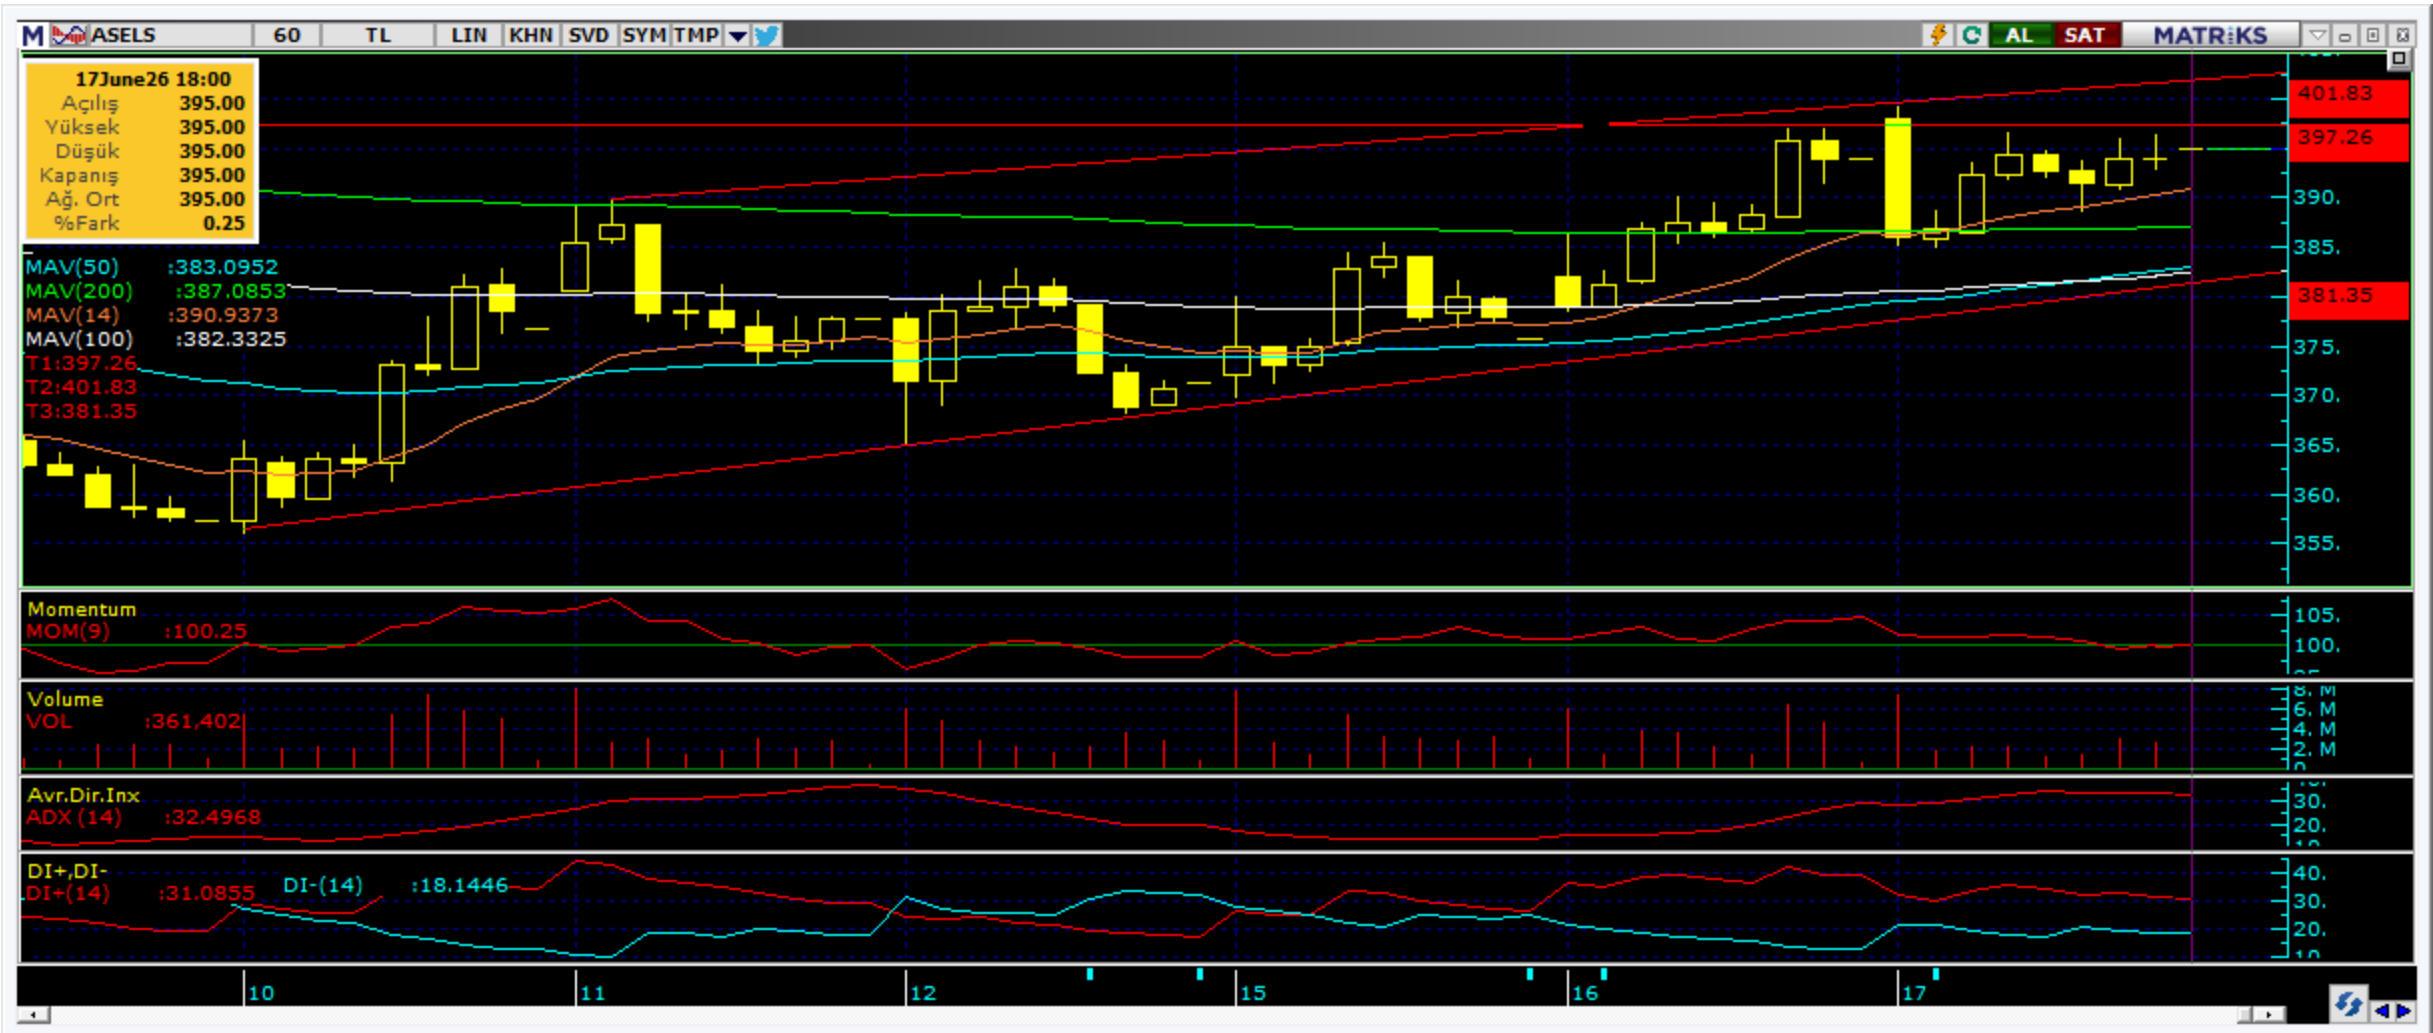 M ASELS 60 TL LIN KHN SVD SYM TMP AL SAT MATRiKS
17June26 18:00
Açılış 395.00
Yüksek 395.00
Düşük 395.00
Kapanış 395.00
Ağ. Ort 395.00
%Fark 0.25
MAV(50) :383.0952
MAV(200) :387.0853
MAV(14) :390.9373
MAV(100) :382.3325
T1:397.26
T2:401.83
T3:381.35
401.83
397.26
390.
385.
381.35
375.
370.
365.
360.
355.
Momentum
MOM(9) :100.25
105.
100.
Volume
VOL :361,402
8. M
6. M
4. M
2. M
0
Avr.Dir.Inx
ADX (14) :32.4968
30.
20.
10
DI+,DI-
DI+(14) :31.0855 DI-(14) :18.1446
40.
30.
20.
10
10 11 12 15 16 17